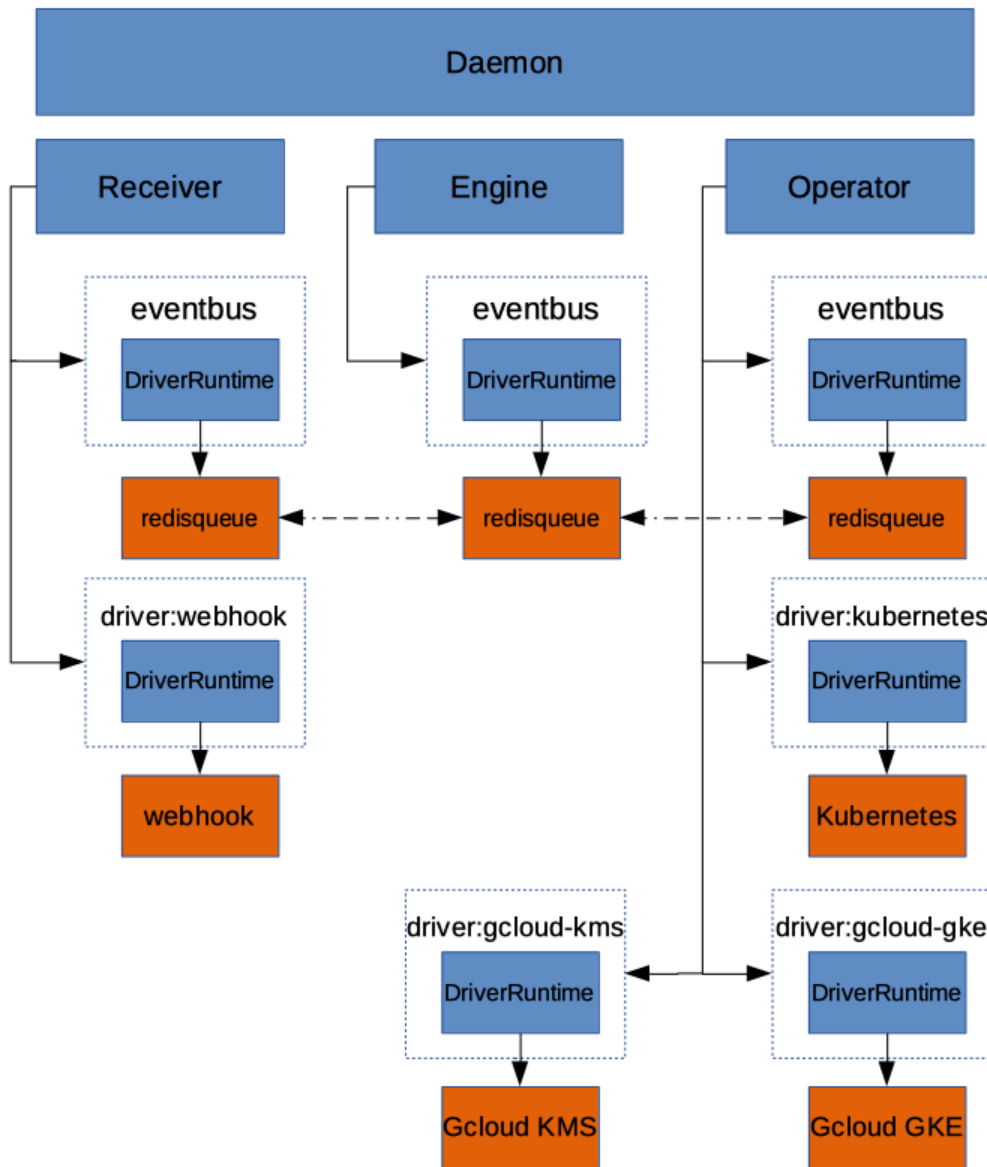 Daemon
Receiver
Engine
Operator
eventbus
eventbus
eventbus
DriverRuntime
DriverRuntime
DriverRuntime
redisqueue
redisqueue
redisqueue
driver:webhook
driver:kubernetes
DriverRuntime
DriverRuntime
webhook
Kubernetes
driver:gcloud-kms
driver:gcloud-gke
DriverRuntime
DriverRuntime
Gcloud KMS
Gcloud GKE